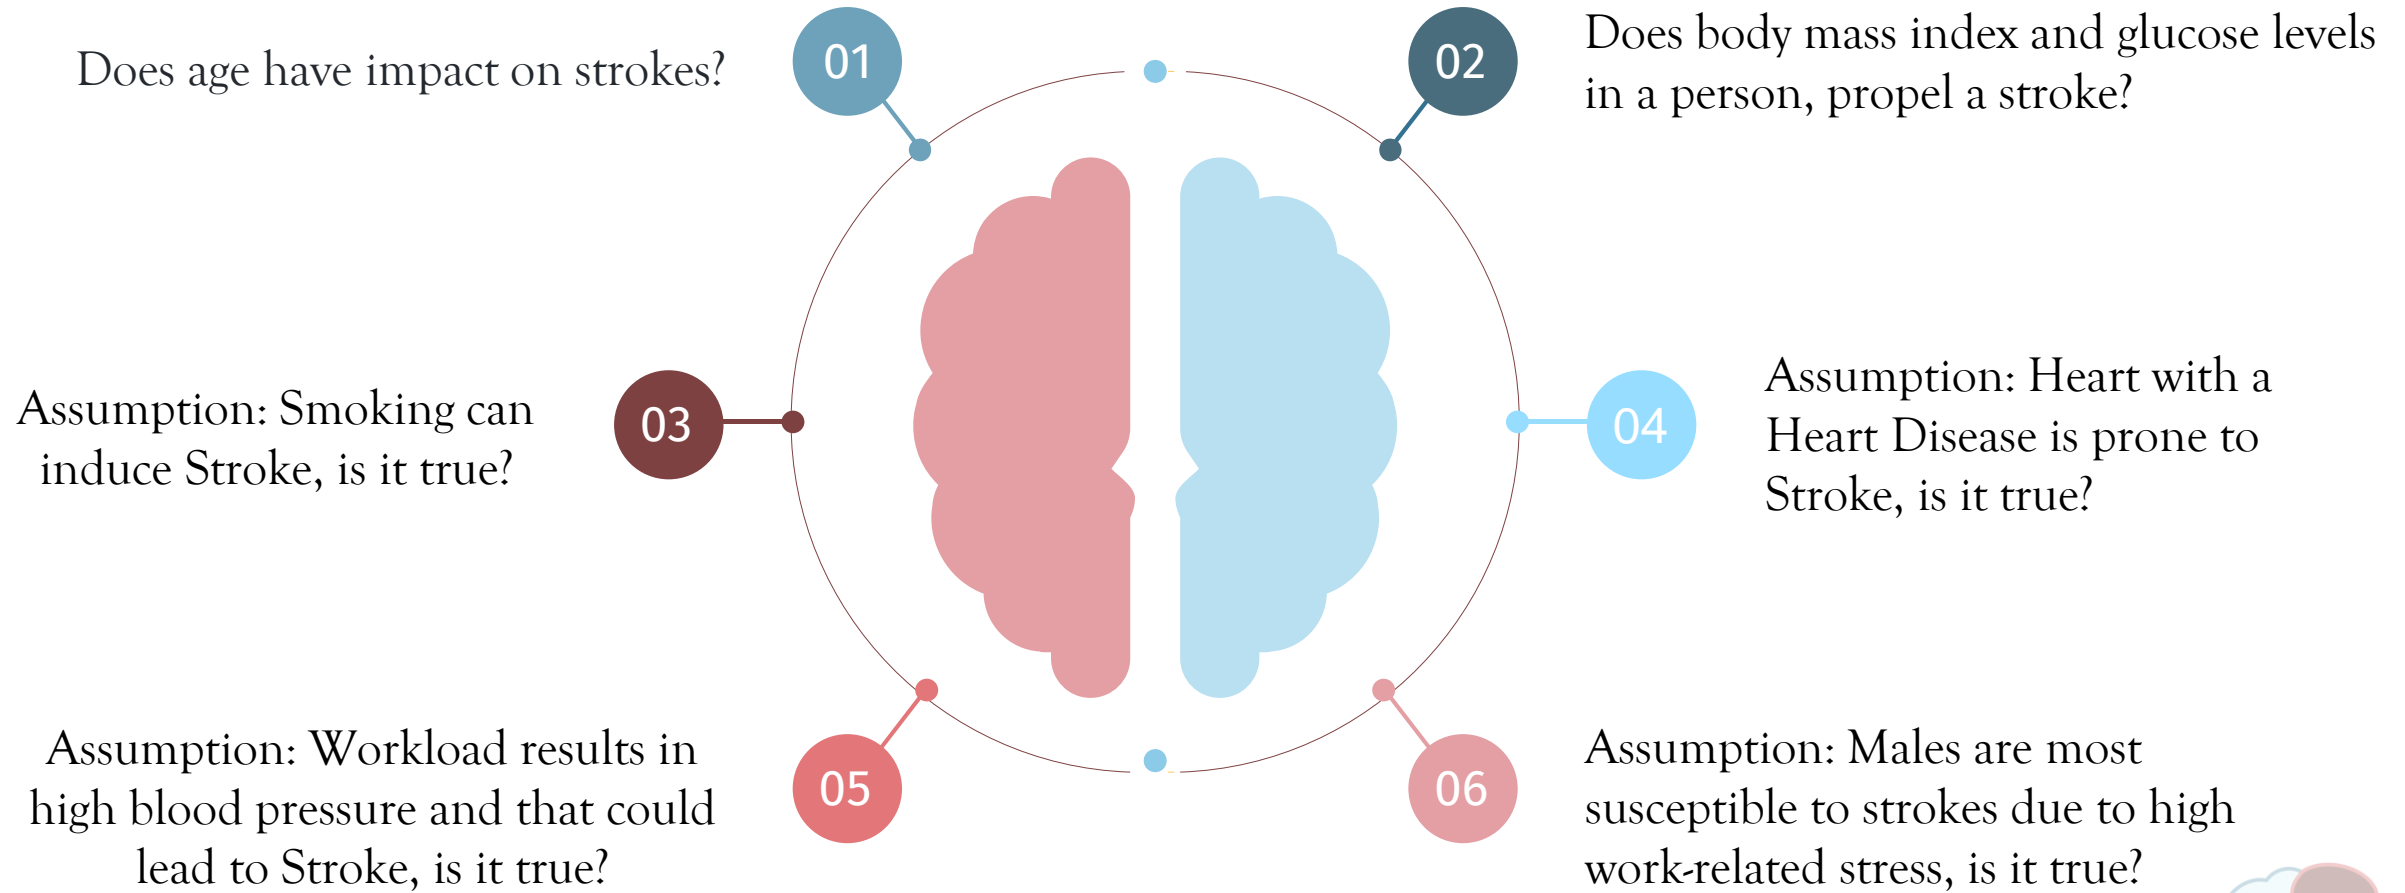 Does age have impact on strokes?
01
02
Does body mass index and glucose levels
in a person, propel a stroke?
Assumption: Smoking can
induce Stroke, is it true?
03
04
Assumption: Heart with a
Heart Disease is prone to
Stroke, is it true?
Assumption: Workload results in
high blood pressure and that could
lead to Stroke, is it true?
05
06
Assumption: Males are most
susceptible to strokes due to high
work-related stress, is it true?